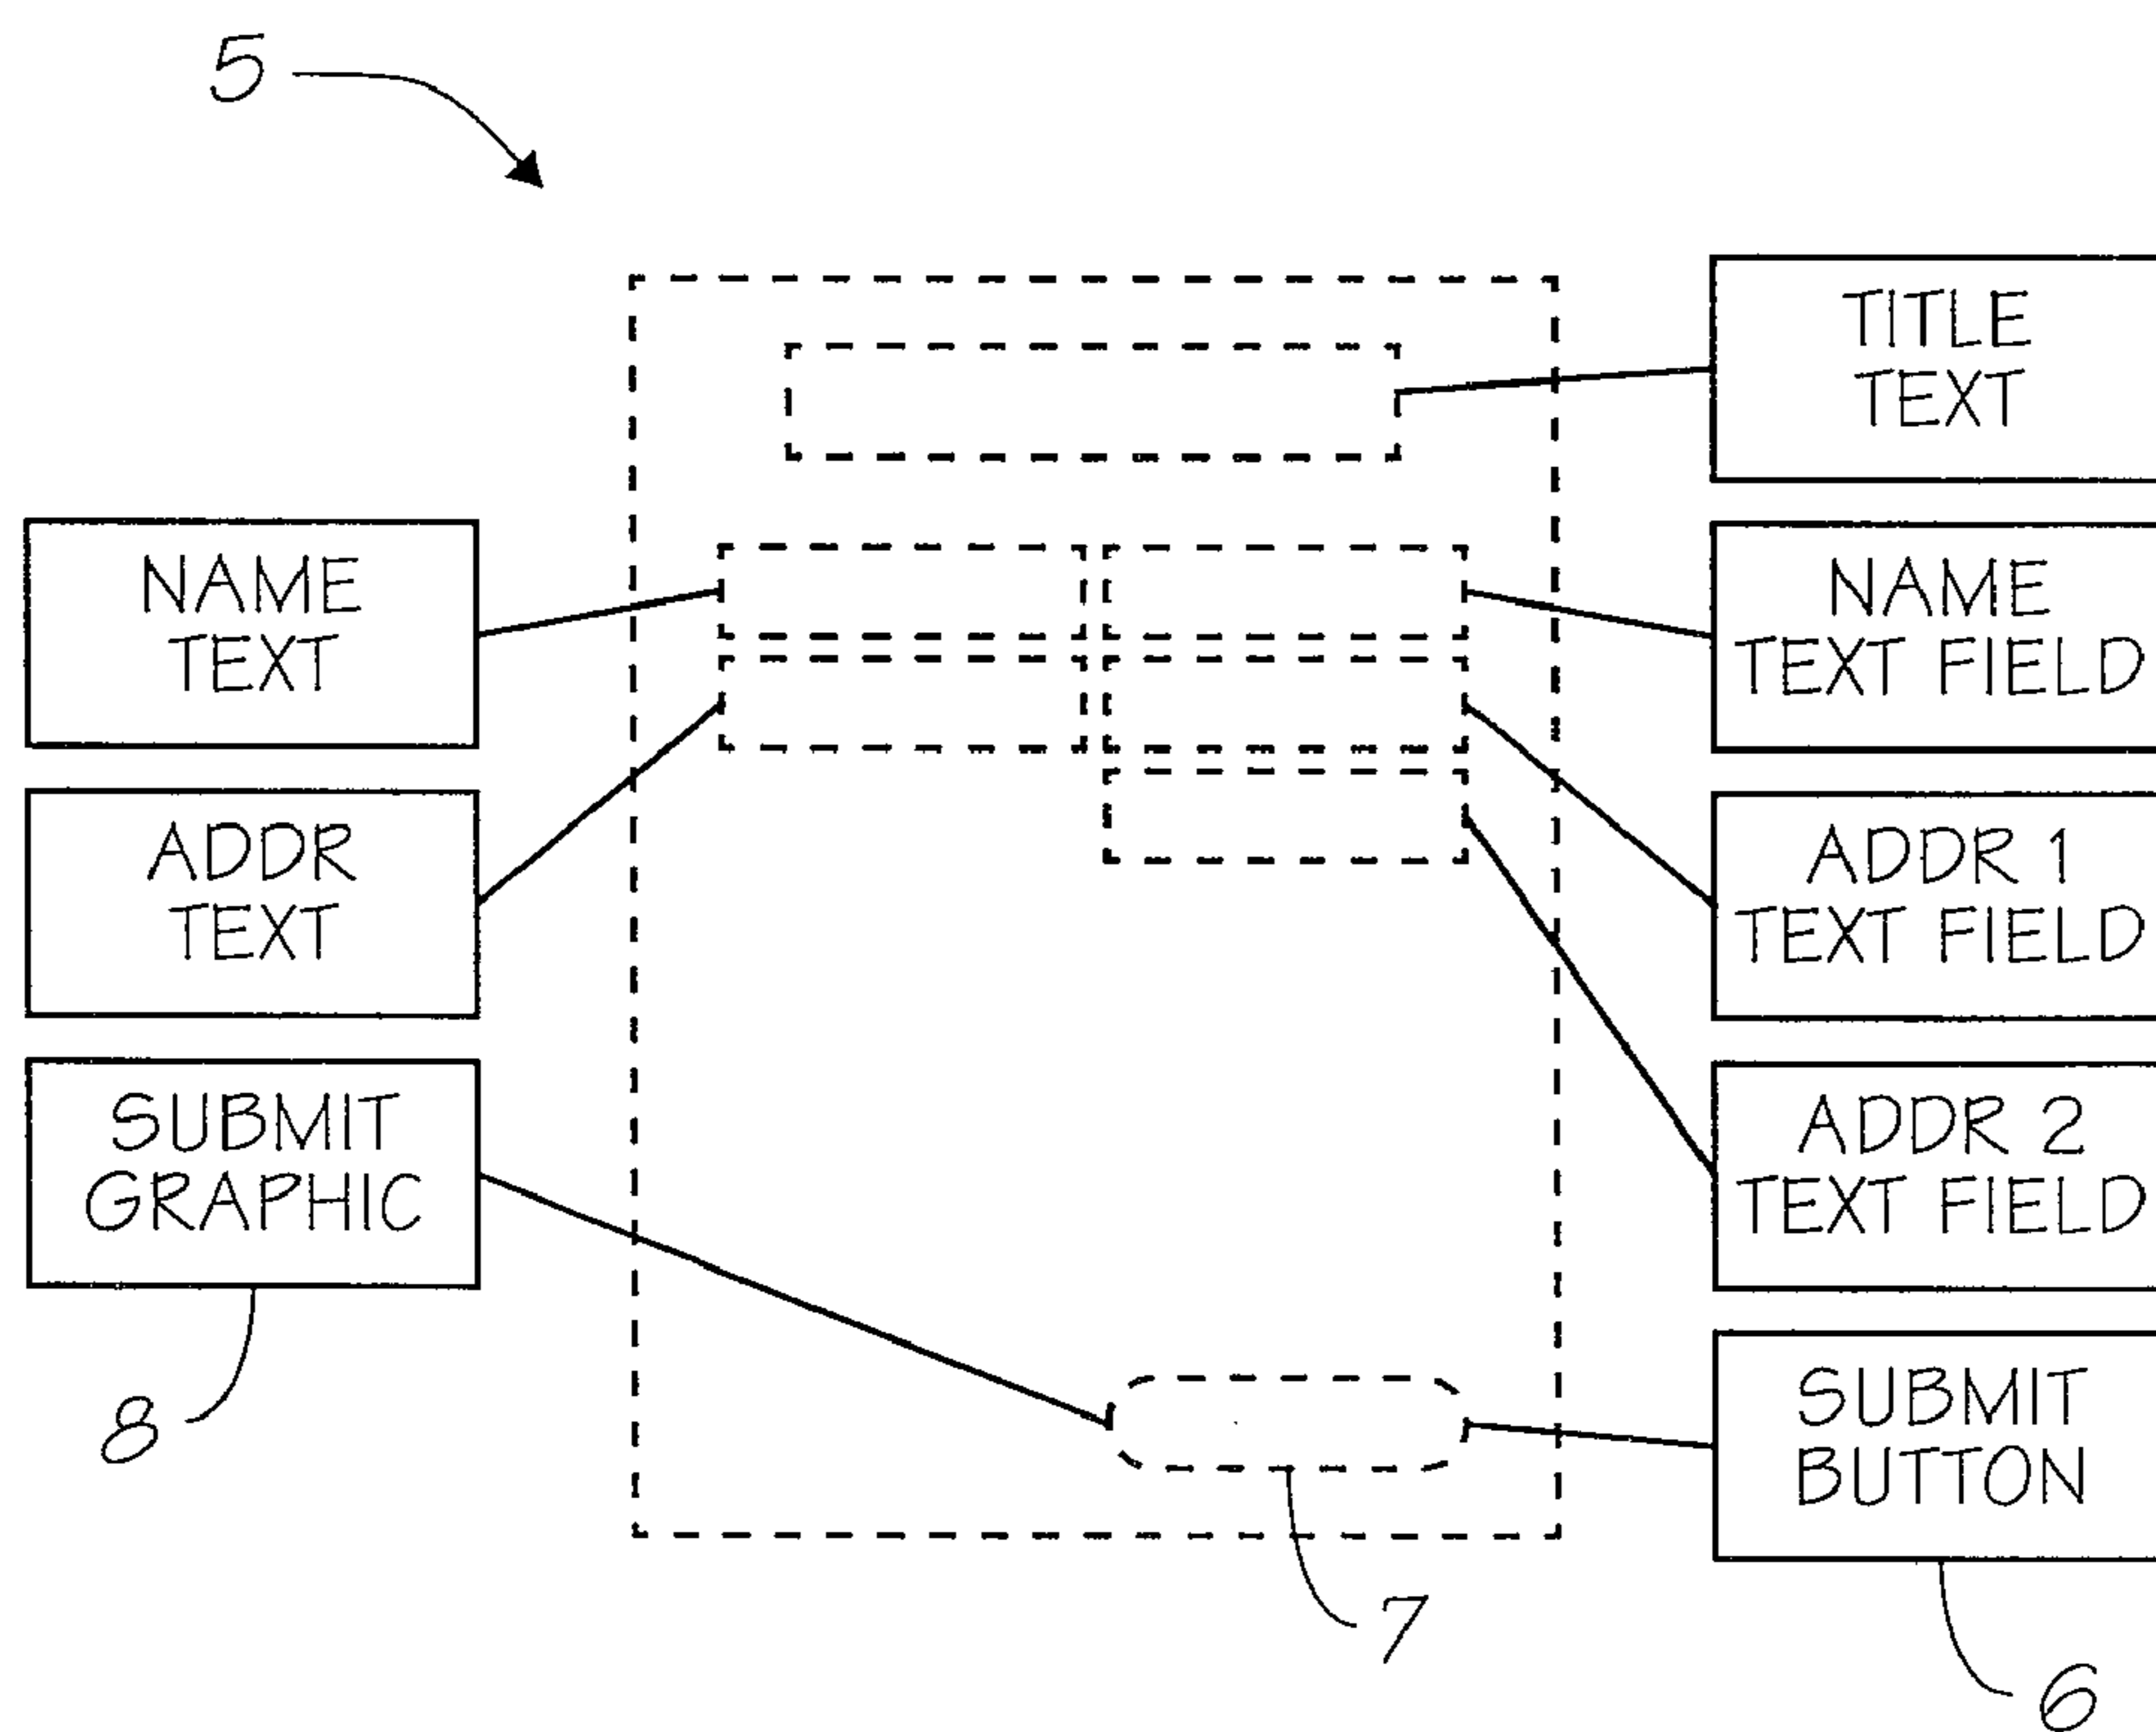 5
TITLE
TEXT
NAME
TEXT
NAME
TEXT FIELD
ADDR
TEXT
ADDR 1
TEXT FIELD
SUBMIT
GRAPHIC
ADDR 2
TEXT FIELD
SUBMIT
BUTTON
8
7
6